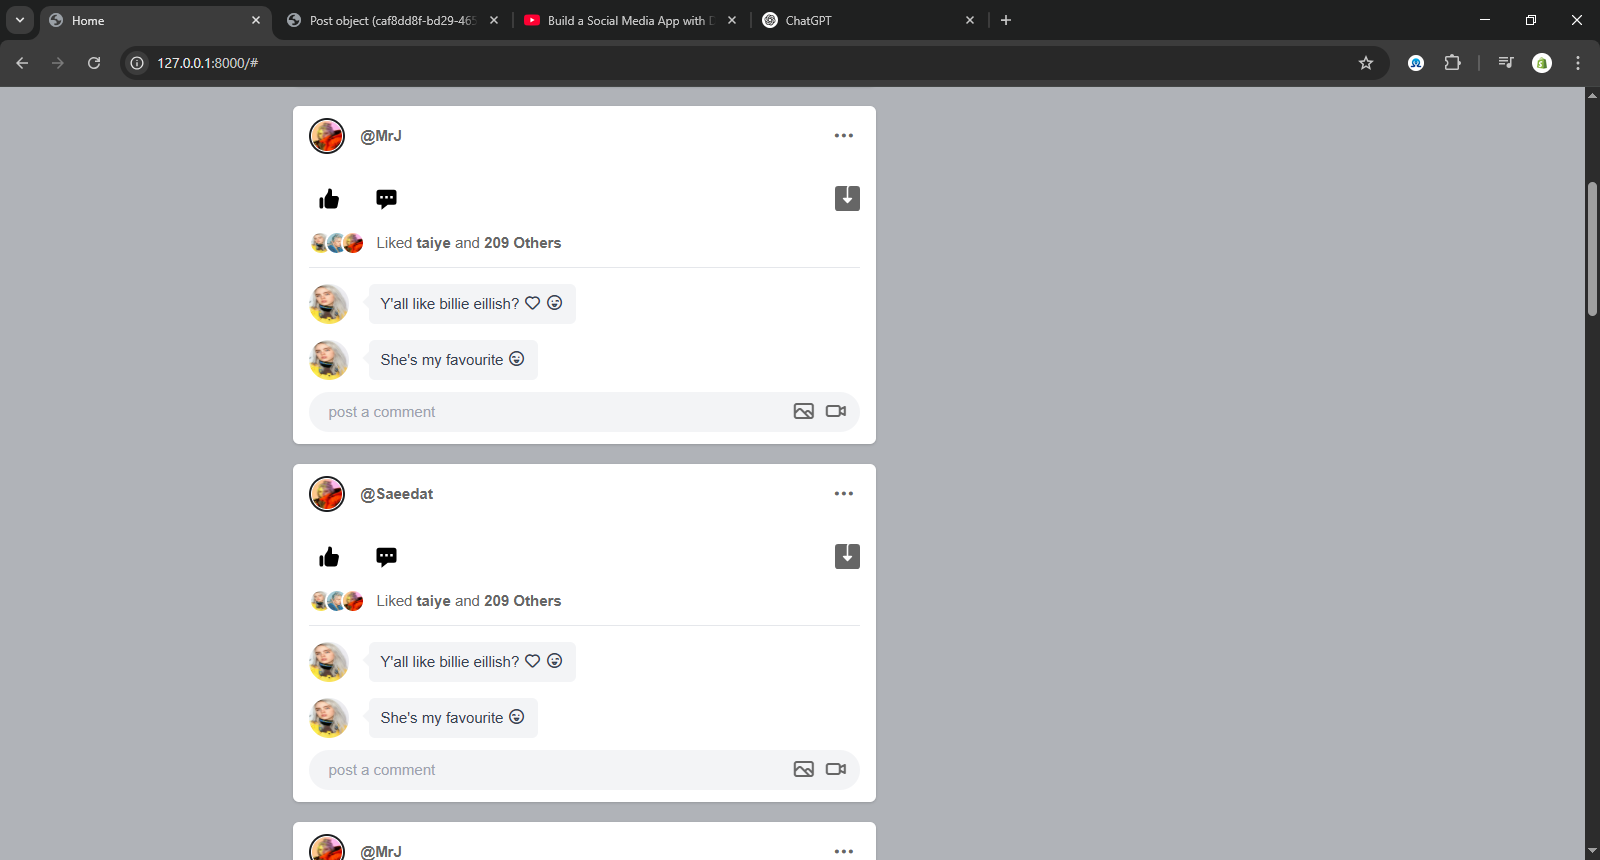 Home
Post object (caf8dd8f-bd29-465
Build a Social Media App with D
ChatGPT
127.0.0.1:8000/#
@MrJ
Liked taiye and 209 Others
Y'all like billie eillish?
She's my favourite
post a comment
@Saeedat
Liked taiye and 209 Others
Y'all like billie eillish?
She's my favourite
post a comment
@MrJ